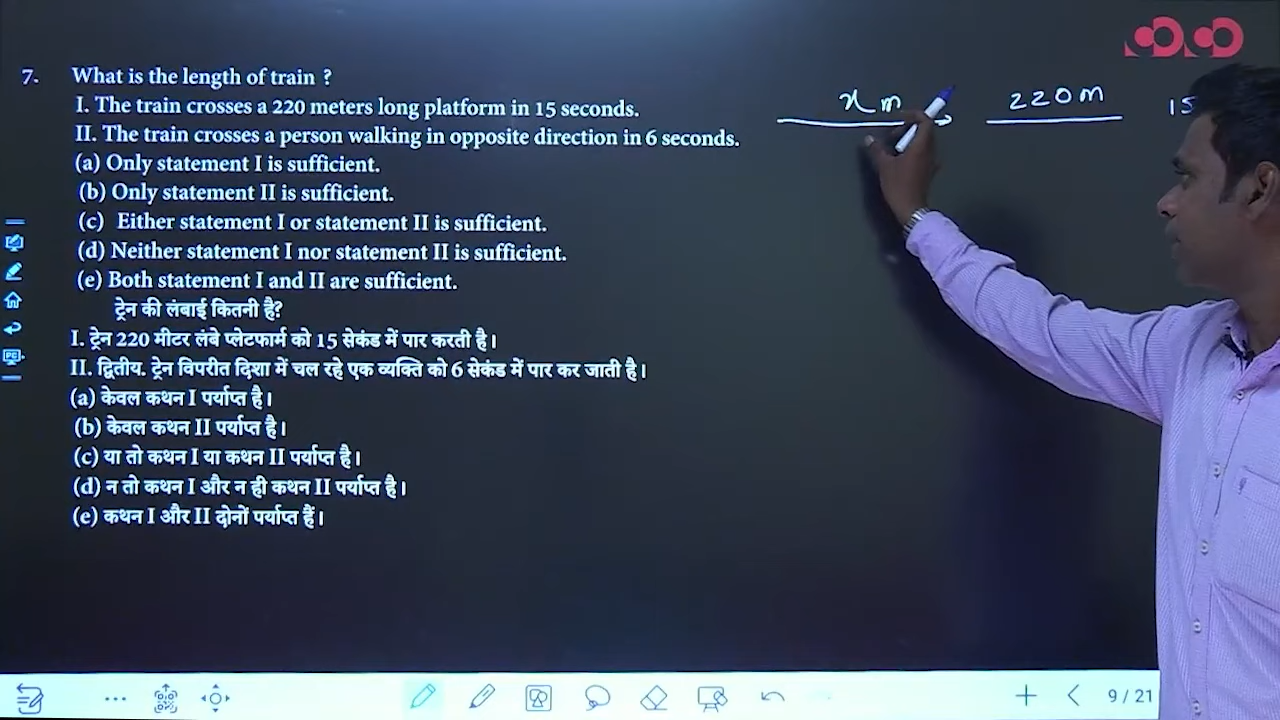 7. What is the length of train ?
I. The train crosses a 220 meters long platform in 15 seconds.
II. The train crosses a person walking in opposite direction in 6 seconds.
(a) Only statement I is sufficient.
(b) Only statement II is sufficient.
(c) Either statement I or statement II is sufficient.
(d) Neither statement I nor statement II is sufficient.
(e) Both statement I and II are sufficient.
ट्रेन की लंबाई कितनी है?
I. ट्रेन 220 मीटर लंबे प्लेटफार्म को 15 सेकंड में पार करती है।
II. द्वितीय. ट्रेन विपरीत दिशा में चल रहे एक व्यक्ति को 6 सेकंड में पार कर जाती है।
(a) केवल कथन I पर्याप्त है।
(b) केवल कथन II पर्याप्त है।
(c) या तो कथन I या कथन II पर्याप्त है।
(d) न तो कथन I और न ही कथन II पर्याप्त है।
(e) कथन I और II दोनों पर्याप्त हैं।
x m 220m 15
PC
9 / 21